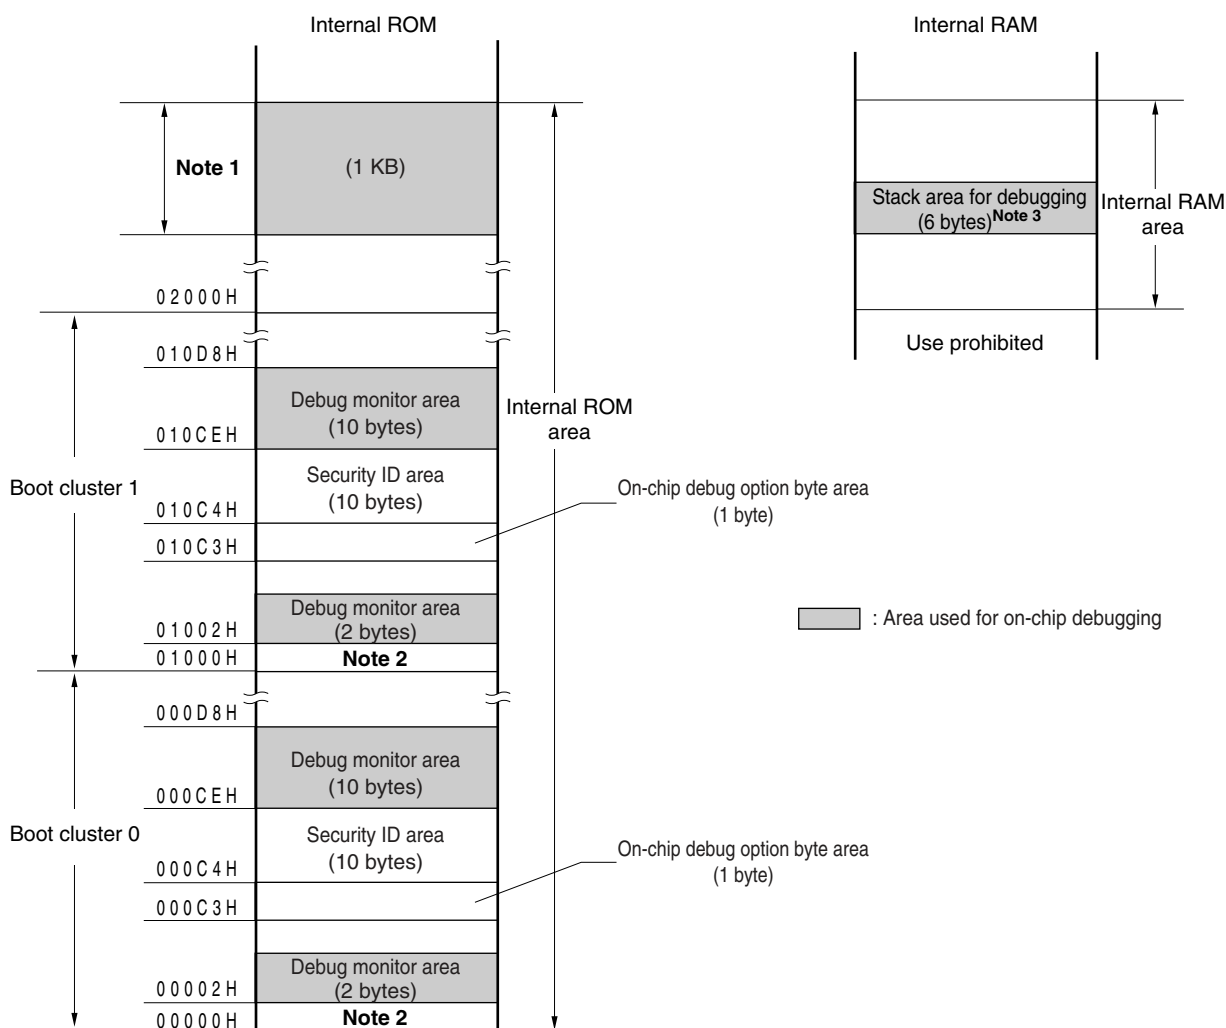 Internal ROM
Internal RAM
Note 1
(1 KB)
Stack area for debugging
(6 bytes)Note 3
Internal RAM
area
02000H
Use prohibited
010D8H
Debug monitor area
(10 bytes)
Internal ROM
area
010CEH
Boot cluster 1
Security ID area
(10 bytes)
On-chip debug option byte area
(1 byte)
010C4H
010C3H
Debug monitor area
(2 bytes)
: Area used for on-chip debugging
01002H
01000H
Note 2
000D8H
Debug monitor area
(10 bytes)
000CEH
Boot cluster 0
Security ID area
(10 bytes)
On-chip debug option byte area
(1 byte)
000C4H
000C3H
Debug monitor area
(2 bytes)
00002H
00000H
Note 2